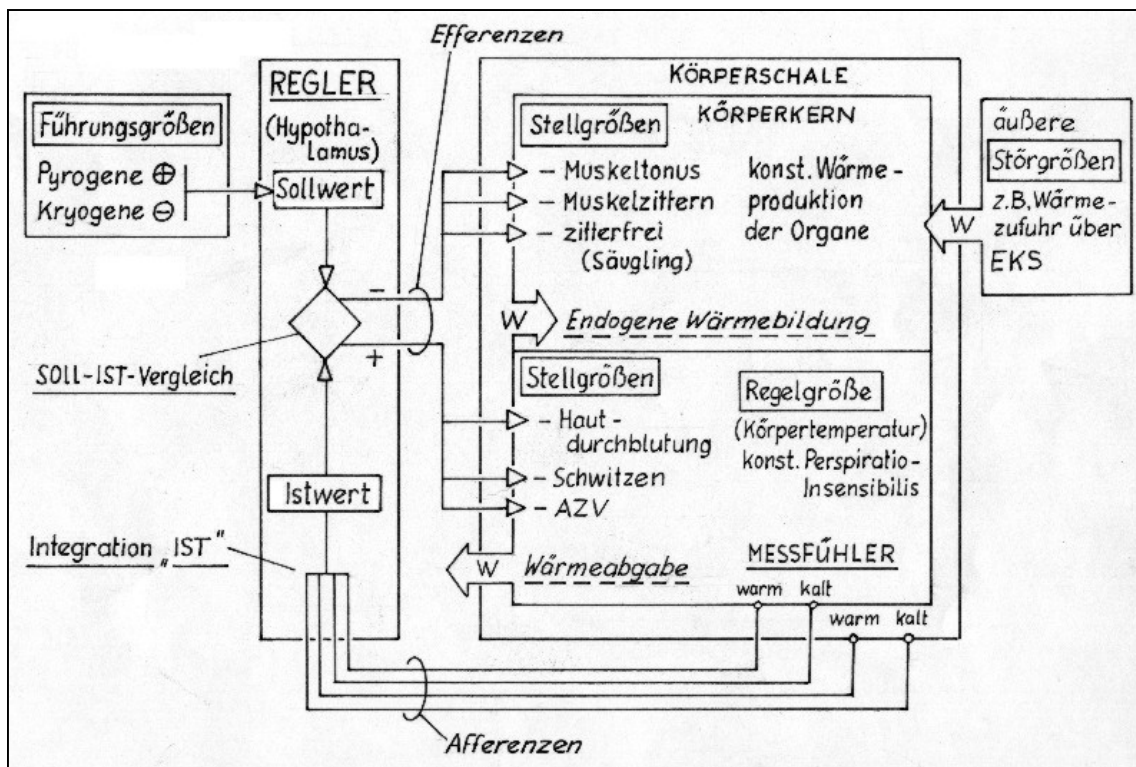 Efferenzen
Führungsgrößen
Pyrogene ⊕
Kryogene ⊖
REGLER
(Hypotha-
lamus)
Sollwert
SOLL-IST-Vergleich
−
+
Istwert
Integration „IST"
KÖRPERSCHALE
KÖRPERKERN
Stellgrößen
– Muskeltonus
– Muskelzittern
– zitterfrei
(Säugling)
konst. Wärme-
produktion
der Organe
W Endogene Wärmebildung
Stellgrößen
– Haut-
durchblutung
– Schwitzen
– AZV
Regelgröße
(Körpertemperatur)
konst. Perspiratio-
Insensibilis
W Wärmeabgabe
MESSFÜHLER
warm kalt
warm kalt
äußere
Störgrößen
W z.B. Wärme-
zufuhr über
EKS
Afferenzen